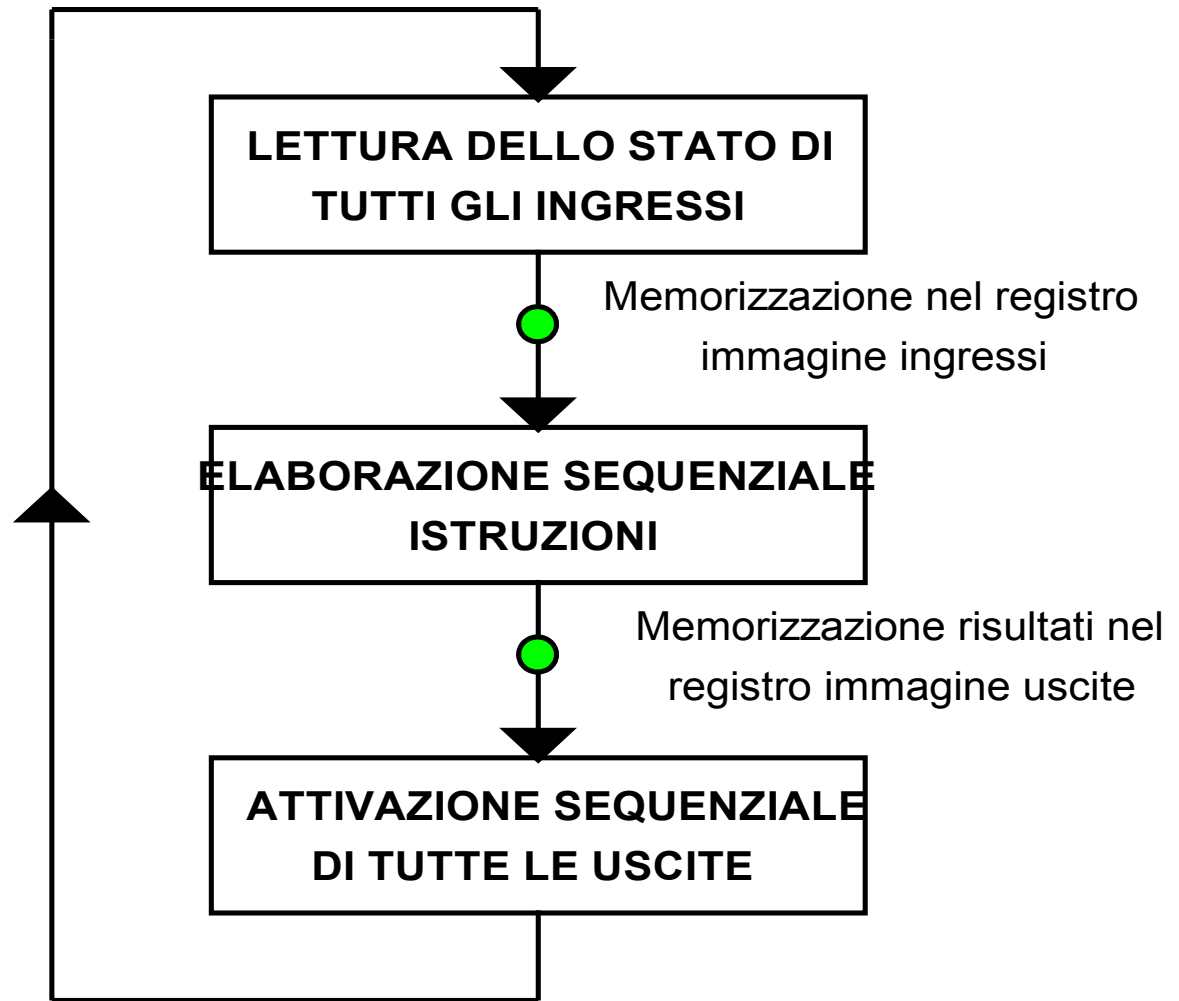 LETTURA DELLO STATO DI
TUTTI GLI INGRESSI
Memorizzazione nel registro
immagine ingressi
ELABORAZIONE SEQUENZIALE
ISTRUZIONI
Memorizzazione risultati nel
registro immagine uscite
ATTIVAZIONE SEQUENZIALE
DI TUTTE LE USCITE